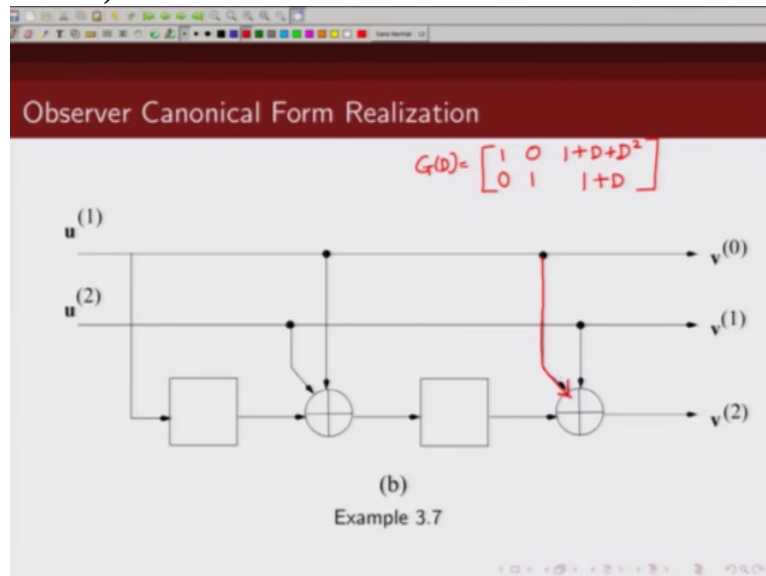 Observer Canonical Form Realization
G(D)= [1 0 1+D+D²
0 1 1+D]
u(1)
v(0)
u(2)
v(1)
v(2)
(b)
Example 3.7